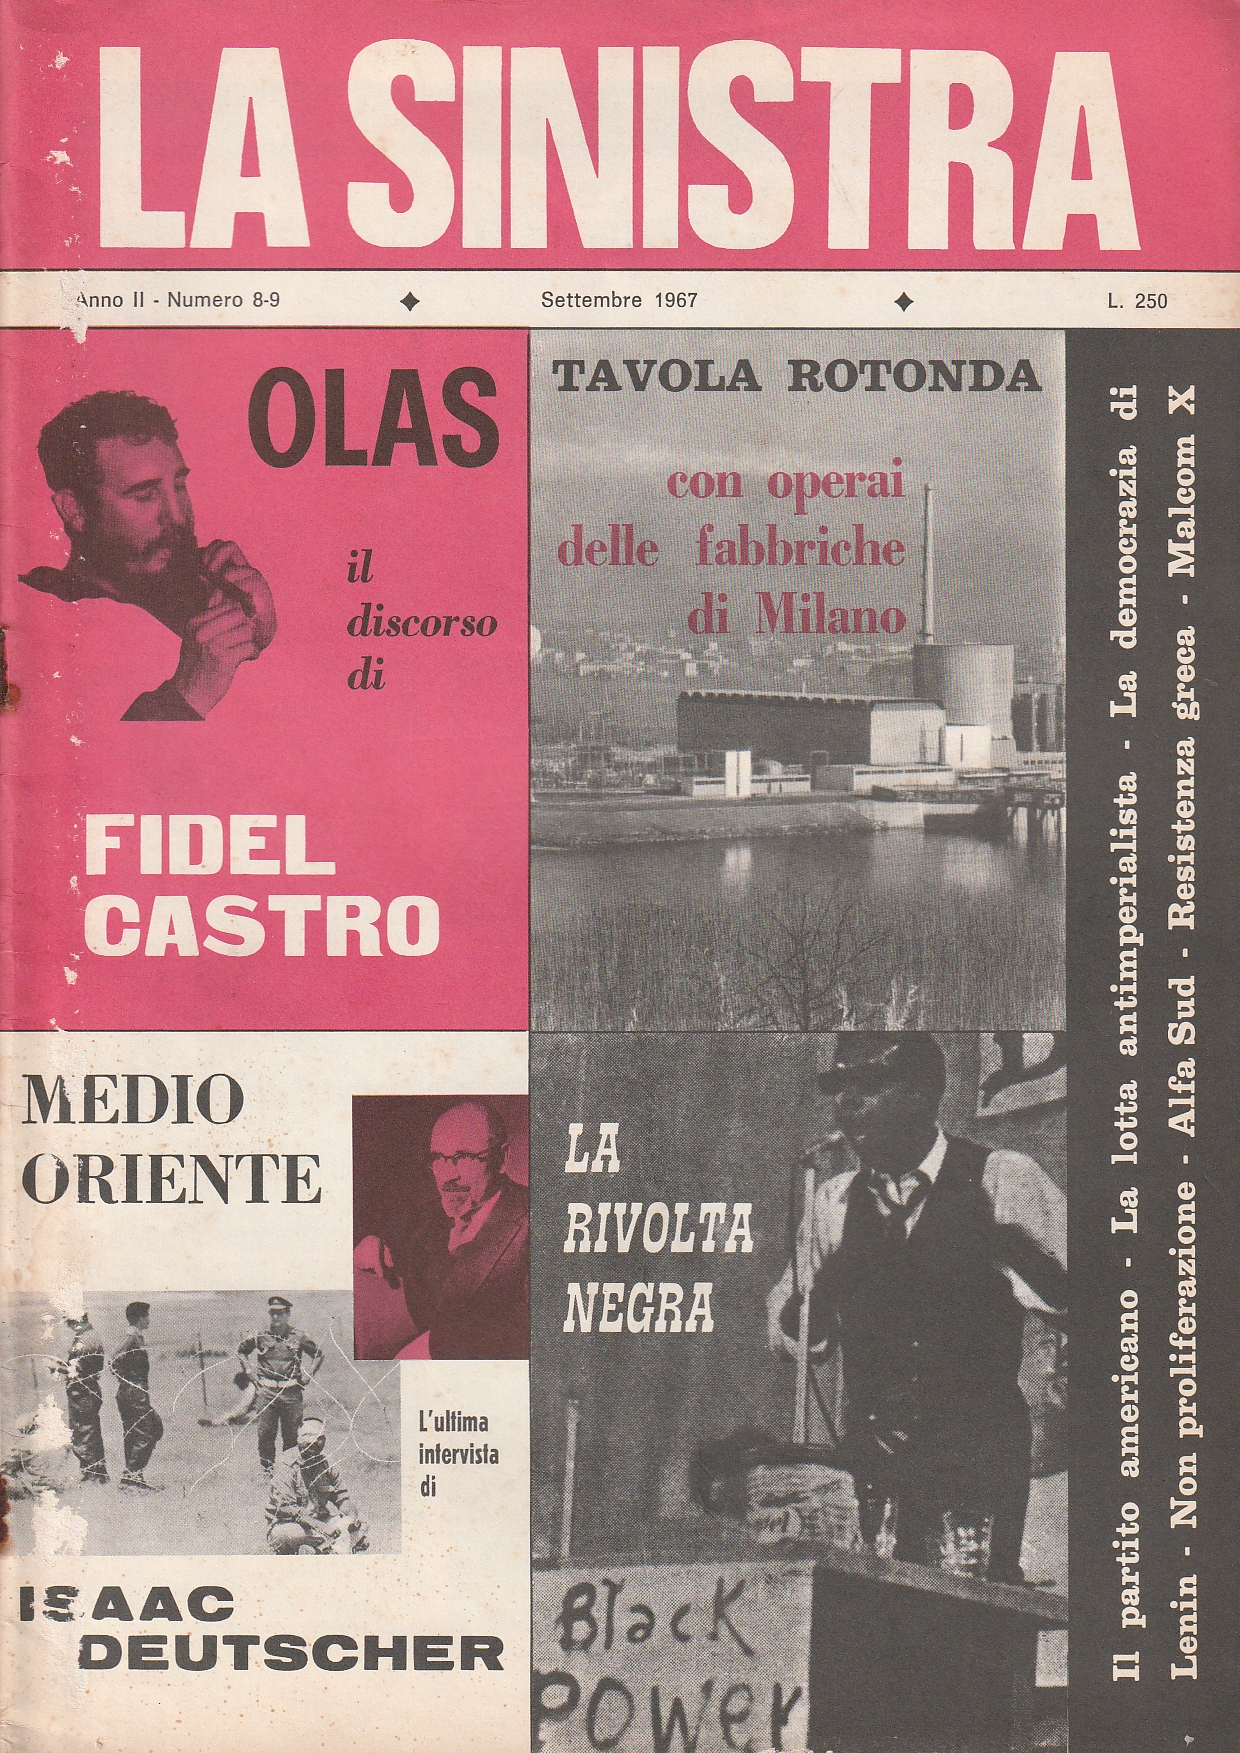 LA SINISTRA
Anno II - Numero 8-9 ◆ Settembre 1967 ◆ L. 250
OLAS
il
discorso
di
FIDEL
CASTRO
TAVOLA ROTONDA
con operai
delle fabbriche
di Milano
MEDIO
ORIENTE
L'ultima
intervista
di
ISAAC
DEUTSCHER
LA
RIVOLTA
NEGRA
Black
POWer
Il partito americano - La lotta antimperialista - La democrazia di
Lenin - Non proliferazione - Alfa Sud - Resistenza greca - Malcom X